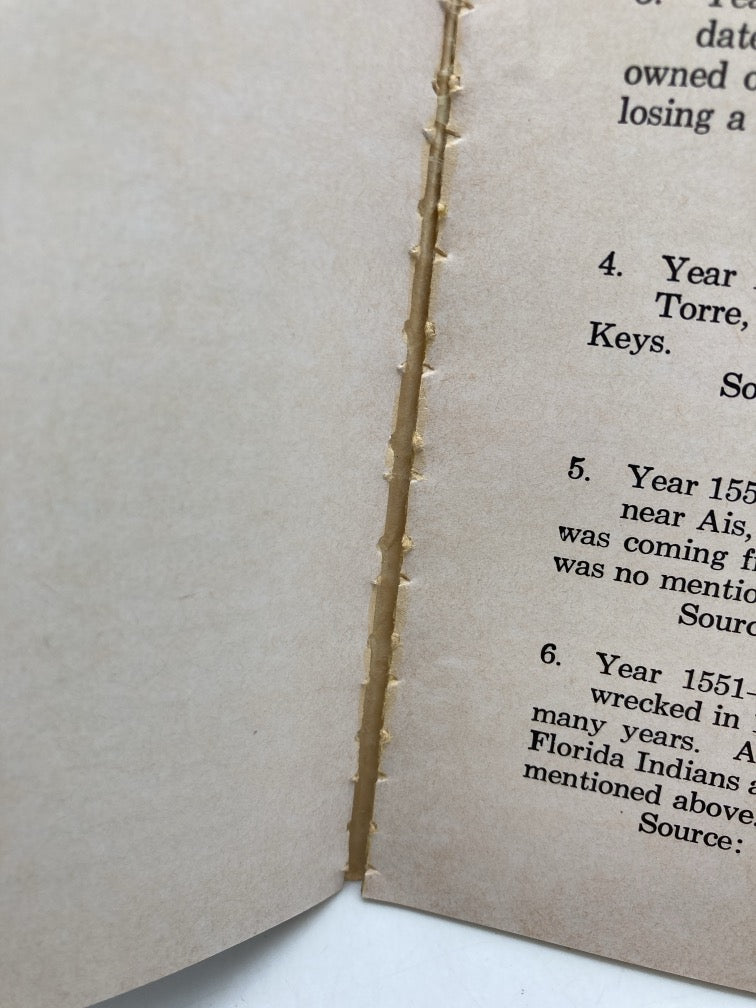 date
owned
losing a
4. Year
Torre,
Keys.
So
5. Year 155
near Ais,
was coming
was no mentio
Sourc
6. Year 1551–
wrecked in
many years. A
Florida Indians a
mentioned above.
Source: